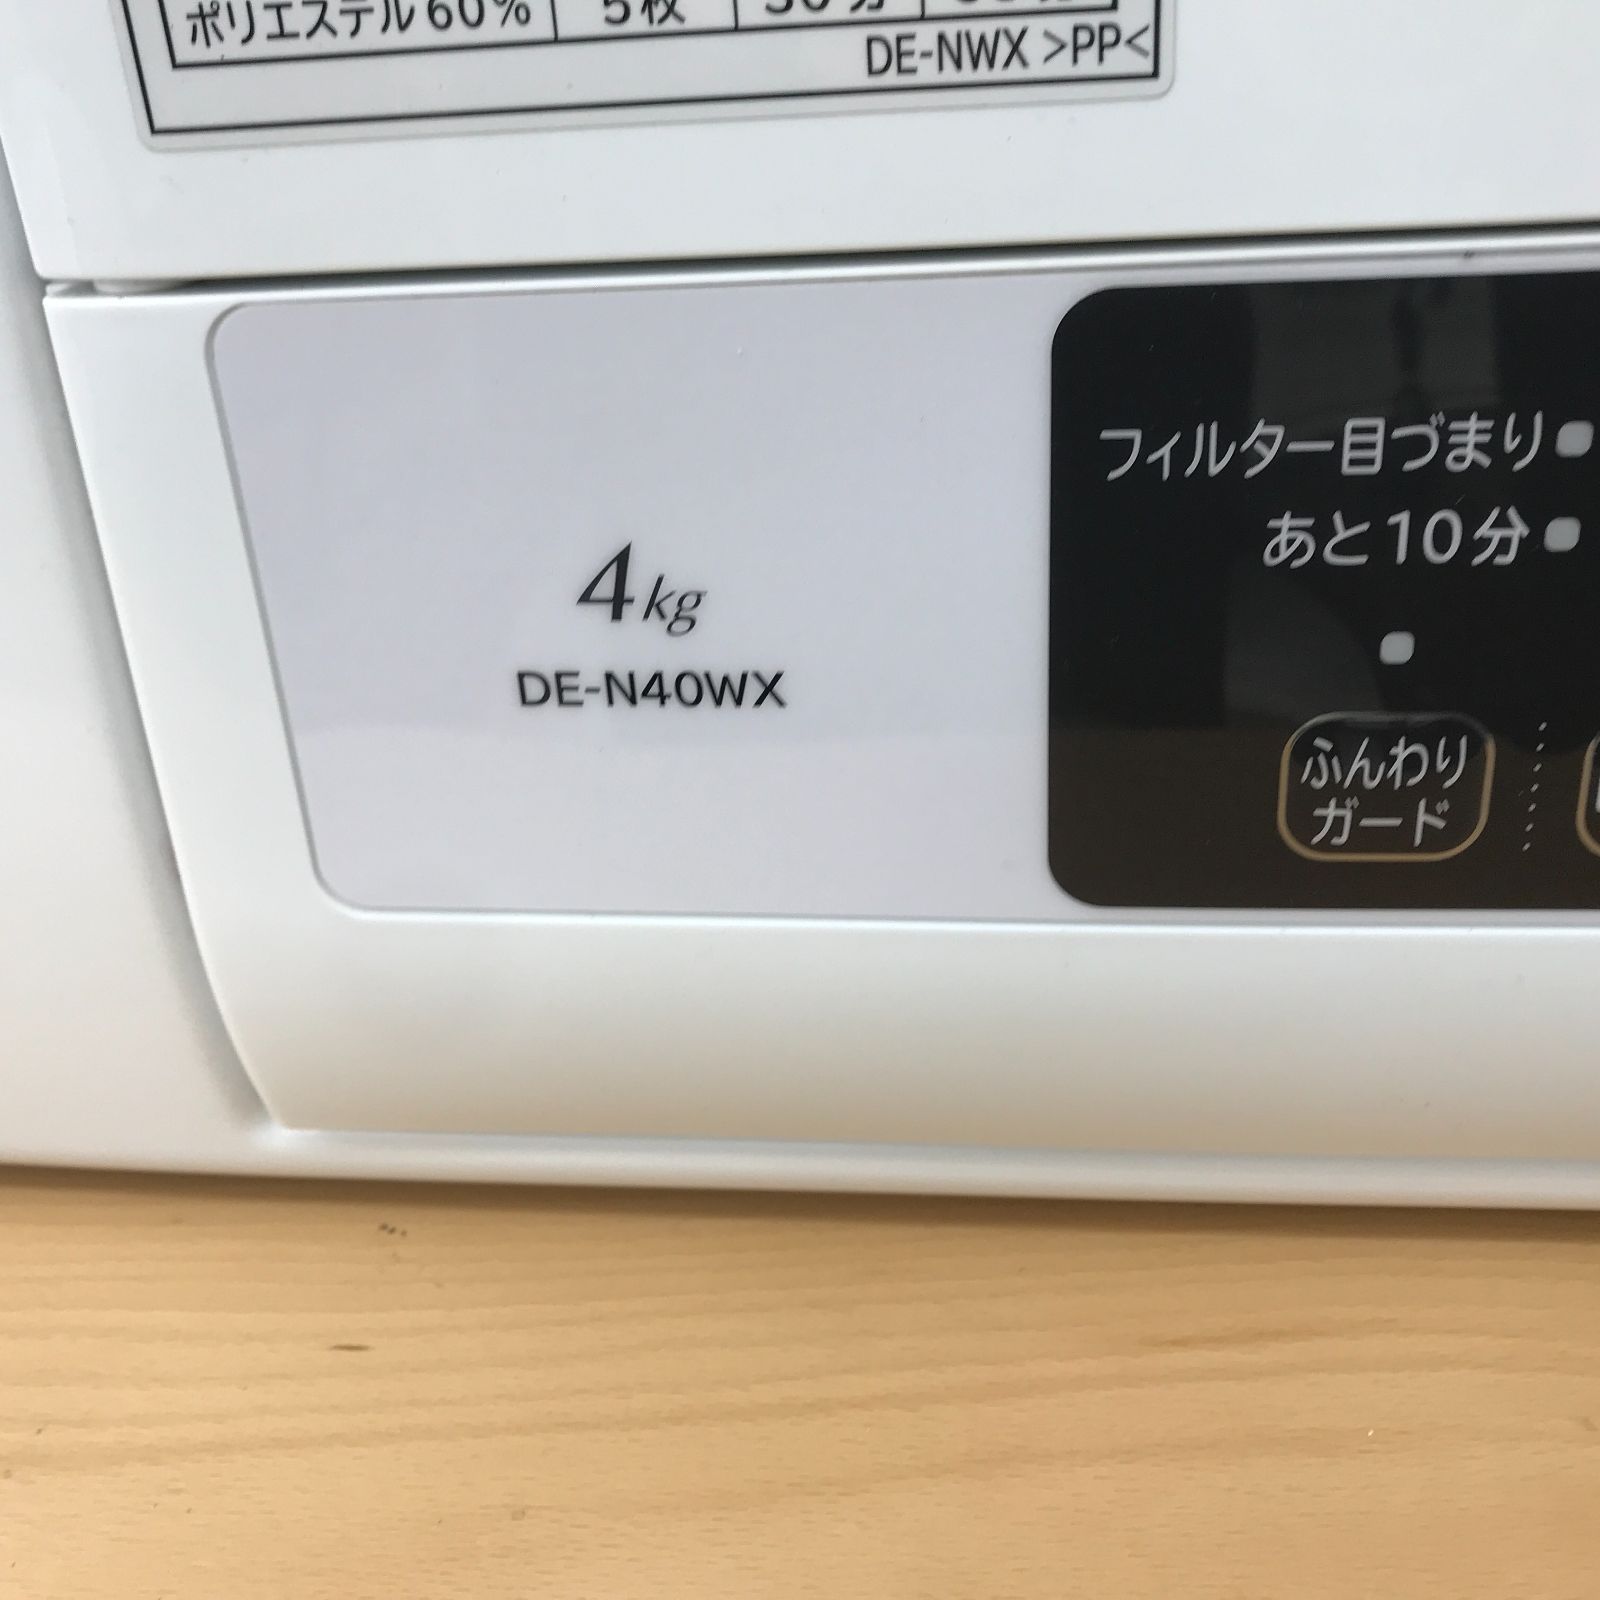 ポリエステル60% 5枚
DE-NWX >PP<
フィルター目づまり
あと10分
4kg
DE-N40WX
ふんわり
ガード